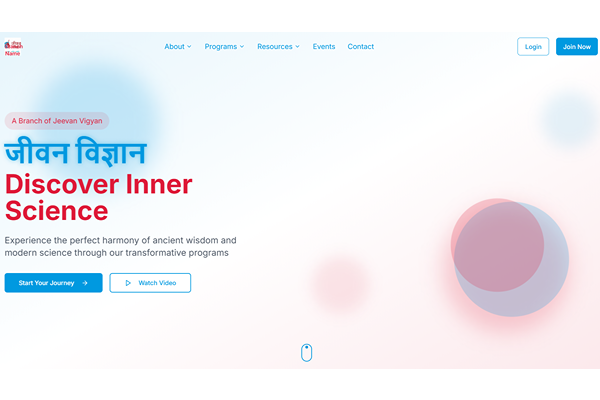 Name
About
Programs
Resources
Events
Contact
Login
Join Now
A Branch of Jeevan Vigyan
जीवन विज्ञान
Discover Inner
Science
Experience the perfect harmony of ancient wisdom and
modern science through our transformative programs
Start Your Journey
Watch Video